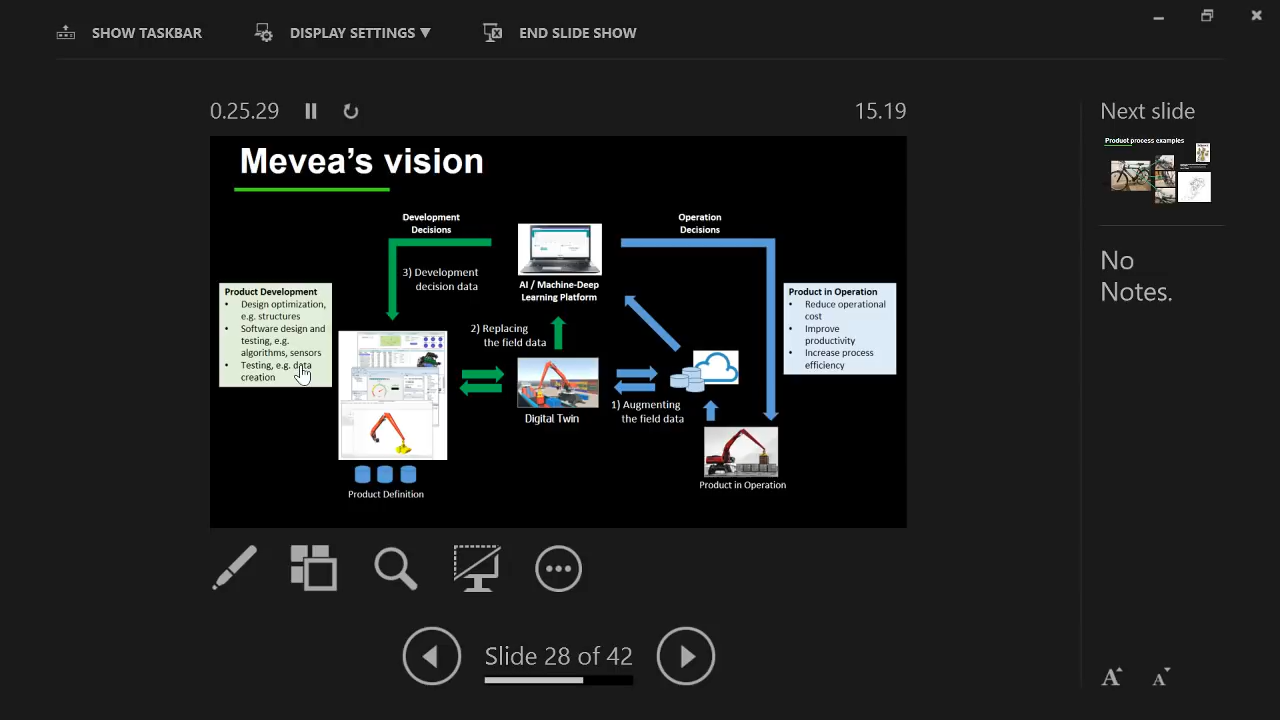 SHOW TASKBAR
DISPLAY SETTINGS ▼
END SLIDE SHOW
0.25.29
15.19
Mevea's vision
Development
Decisions
Operation
Decisions
3) Development
decision data
AI / Machine-Deep
Learning Platform
Product Development
• Design optimization,
e.g. structures
• Software design and
testing, e.g.
algorithms, sensors
• Testing, e.g. data
creation
2) Replacing
the field data
Product in Operation
• Reduce operational
cost
• Improve
productivity
• Increase process
efficiency
1) Augmenting
the field data
Digital Twin
Product in Operation
Product Definition
Next slide
Product process examples
No
Notes.
Slide 28 of 42
A
A